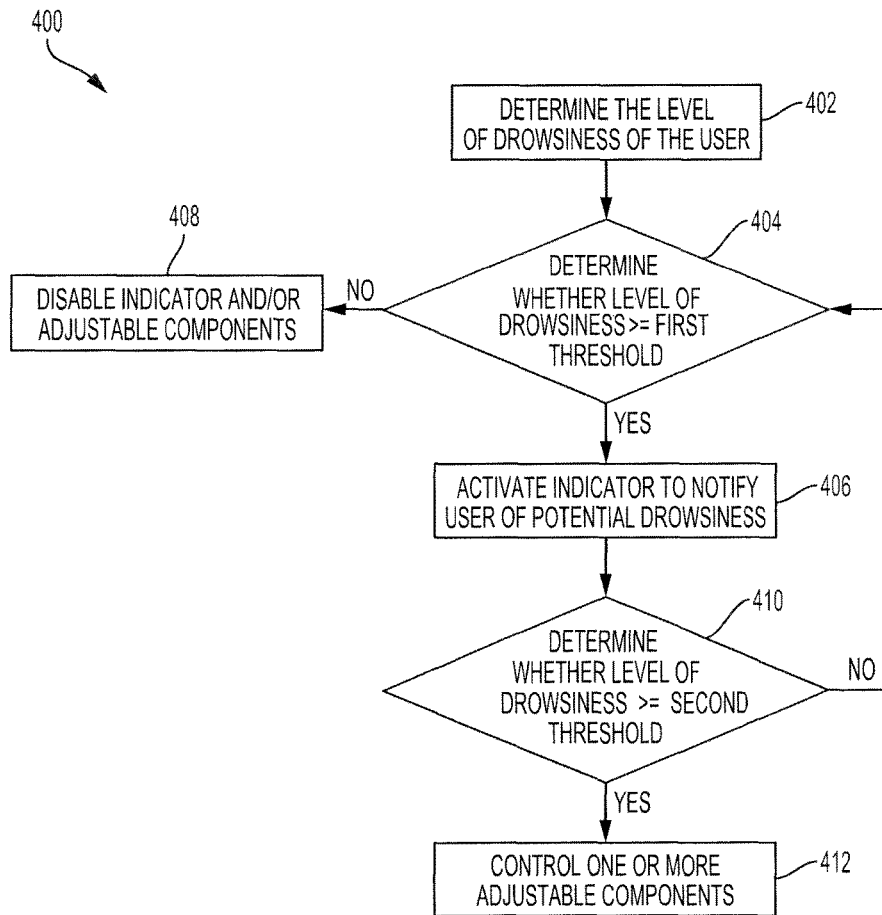 400
DETERMINE THE LEVEL
OF DROWSINESS OF THE USER
402
408
404
DISABLE INDICATOR AND/OR
ADJUSTABLE COMPONENTS
NO
DETERMINE
WHETHER LEVEL OF
DROWSINESS >= FIRST
THRESHOLD
YES
ACTIVATE INDICATOR TO NOTIFY
USER OF POTENTIAL DROWSINESS
406
410
DETERMINE
WHETHER LEVEL OF
DROWSINESS >= SECOND
THRESHOLD
NO
YES
CONTROL ONE OR MORE
ADJUSTABLE COMPONENTS
412